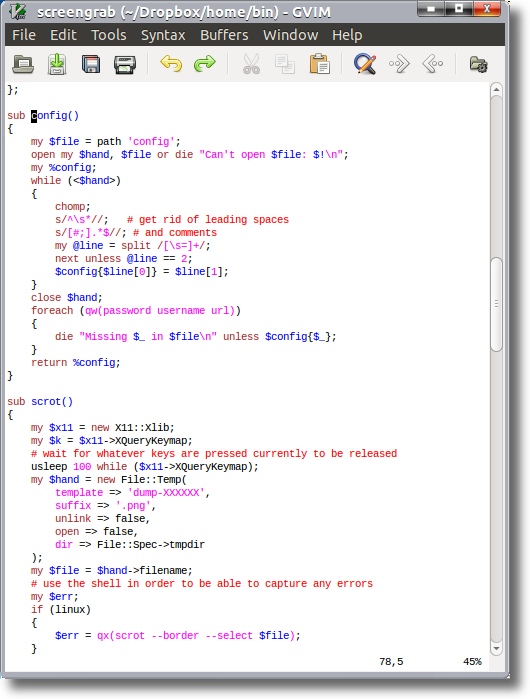 screengrab (~/Dropbox/home/bin) - GVIM
File Edit Tools Syntax Buffers Window Help
};
sub config()
{
    my $file = path 'config';
    open my $hand, $file or die "Can't open $file: $!\n";
    my %config;
    while (<$hand>)
    {
        chomp;
        s/^\s*//;   # get rid of leading spaces
        s/[#;].*$//; # and comments
        my @line = split /[\s=]+/;
        next unless @line == 2;
        $config{$line[0]} = $line[1];
    }
    close $hand;
    foreach (qw(password username url))
    {
        die "Missing $_ in $file\n" unless $config{$_};
    }
    return %config;
}
sub scrot()
{
    my $x11 = new X11::Xlib;
    my $k = $x11->XQueryKeymap;
    # wait for whatever keys are pressed currently to be released
    usleep 100 while ($x11->XQueryKeymap);
    my $hand = new File::Temp(
        template => 'dump-XXXXXX',
        suffix => '.png',
        unlink => false,
        open => false,
        dir => File::Spec->tmpdir
    );
    my $file = $hand->filename;
    # use the shell in order to be able to capture any errors
    my $err;
    if (linux)
    {
        $err = qx(scrot --border --select $file);
    }
78,5 45%